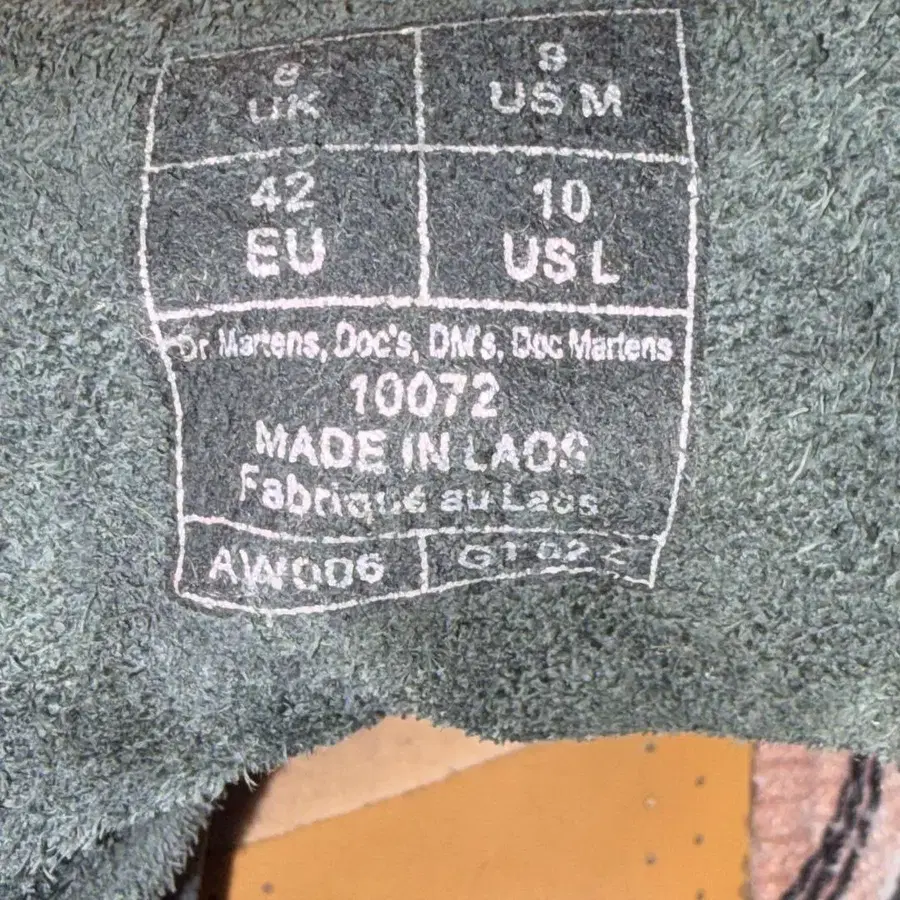 8 9
UK US M
42 10
EU US L
Dr Martens, Doc's, DM's, Doc Martens
10072
MADE IN LAOS
Fabriqué au Laos
AW006